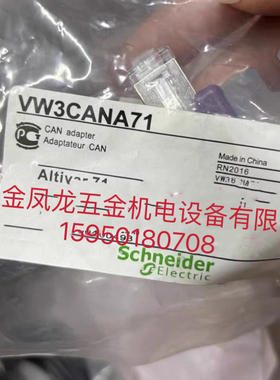 VW3CANA71
CAN adapter
Adaptateur CAN
Made in China
RN2016
Altivar 71
金凤龙五金机电设备有限
15950180708
Schneider
Electric